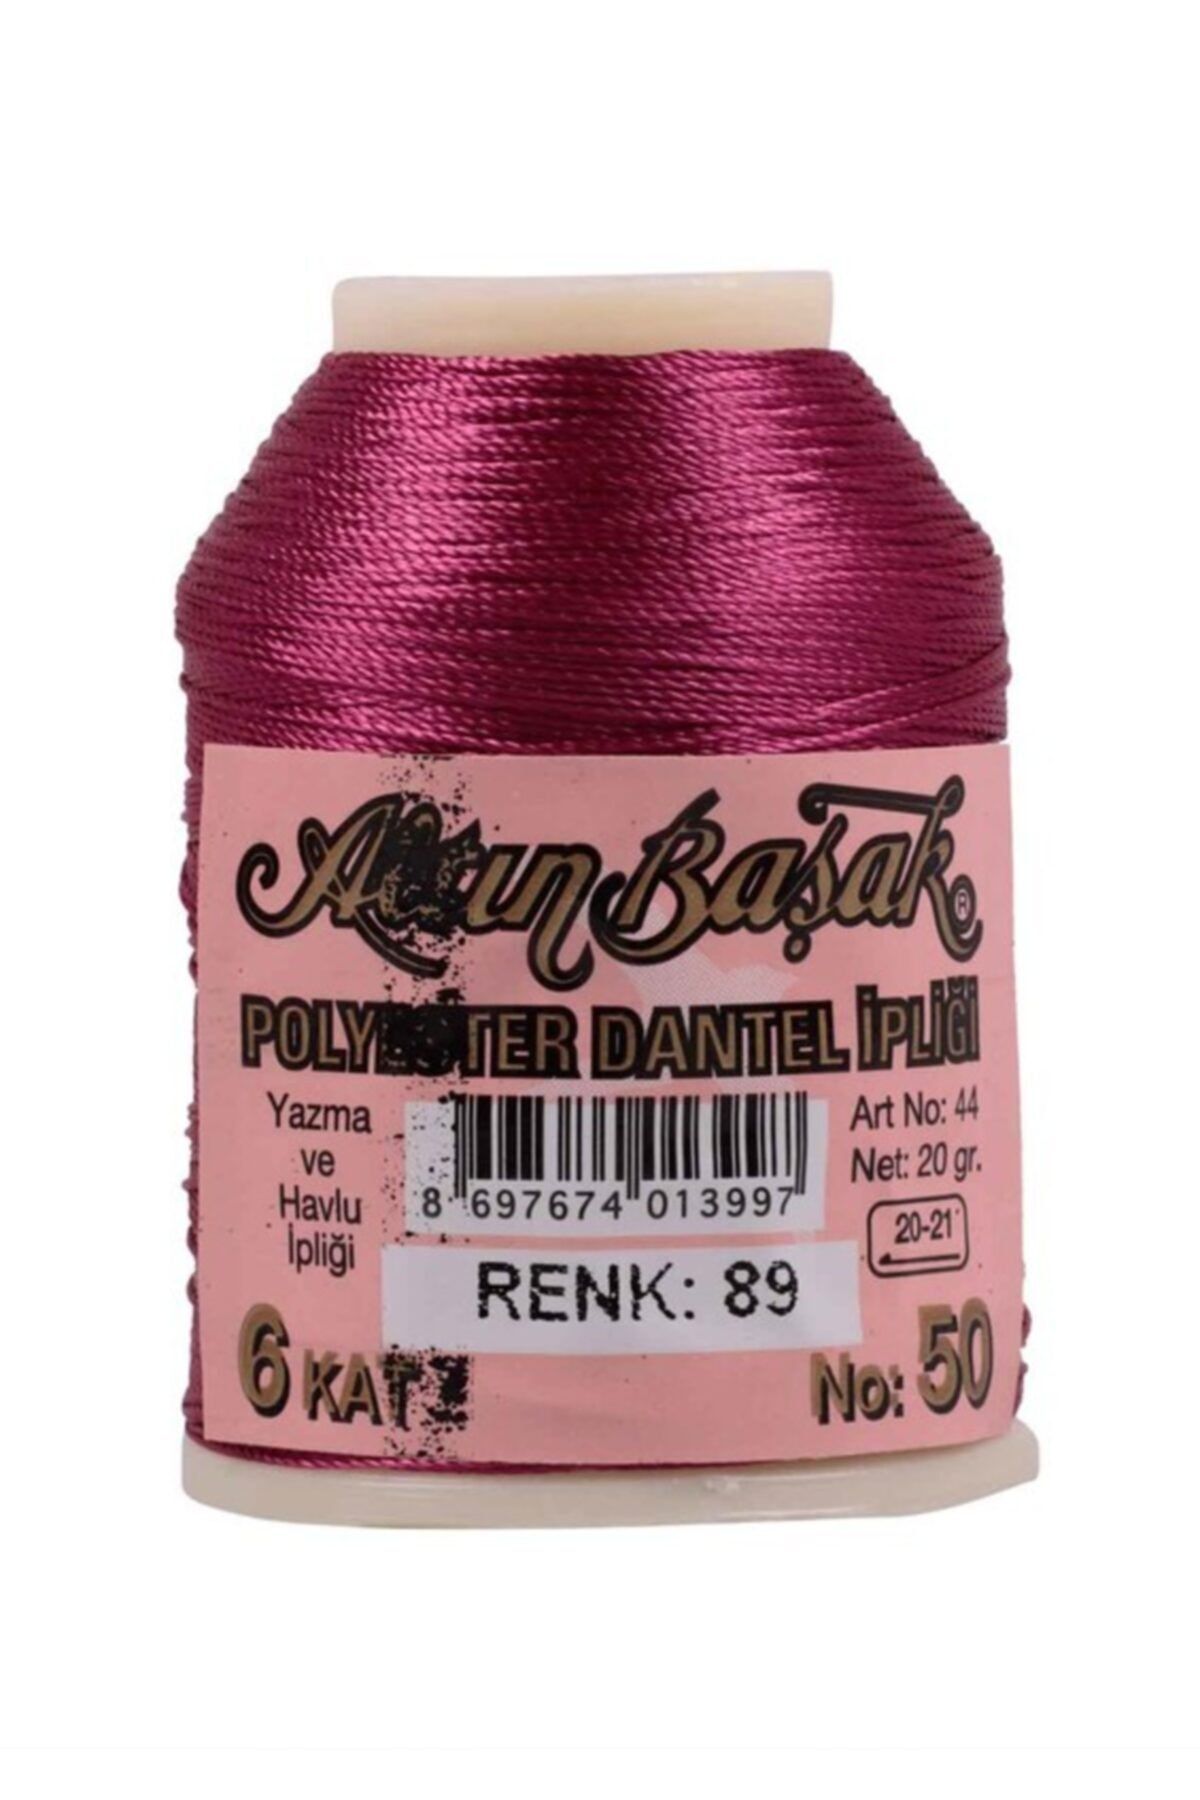 Altın Başak ®
POLYESTER DANTEL İPLİĞİ
Yazma
ve
Havlu
İpliği
8 697674 013997
Art No: 44
Net: 20 gr.
20-21
RENK: 89
6 KAT
No: 50